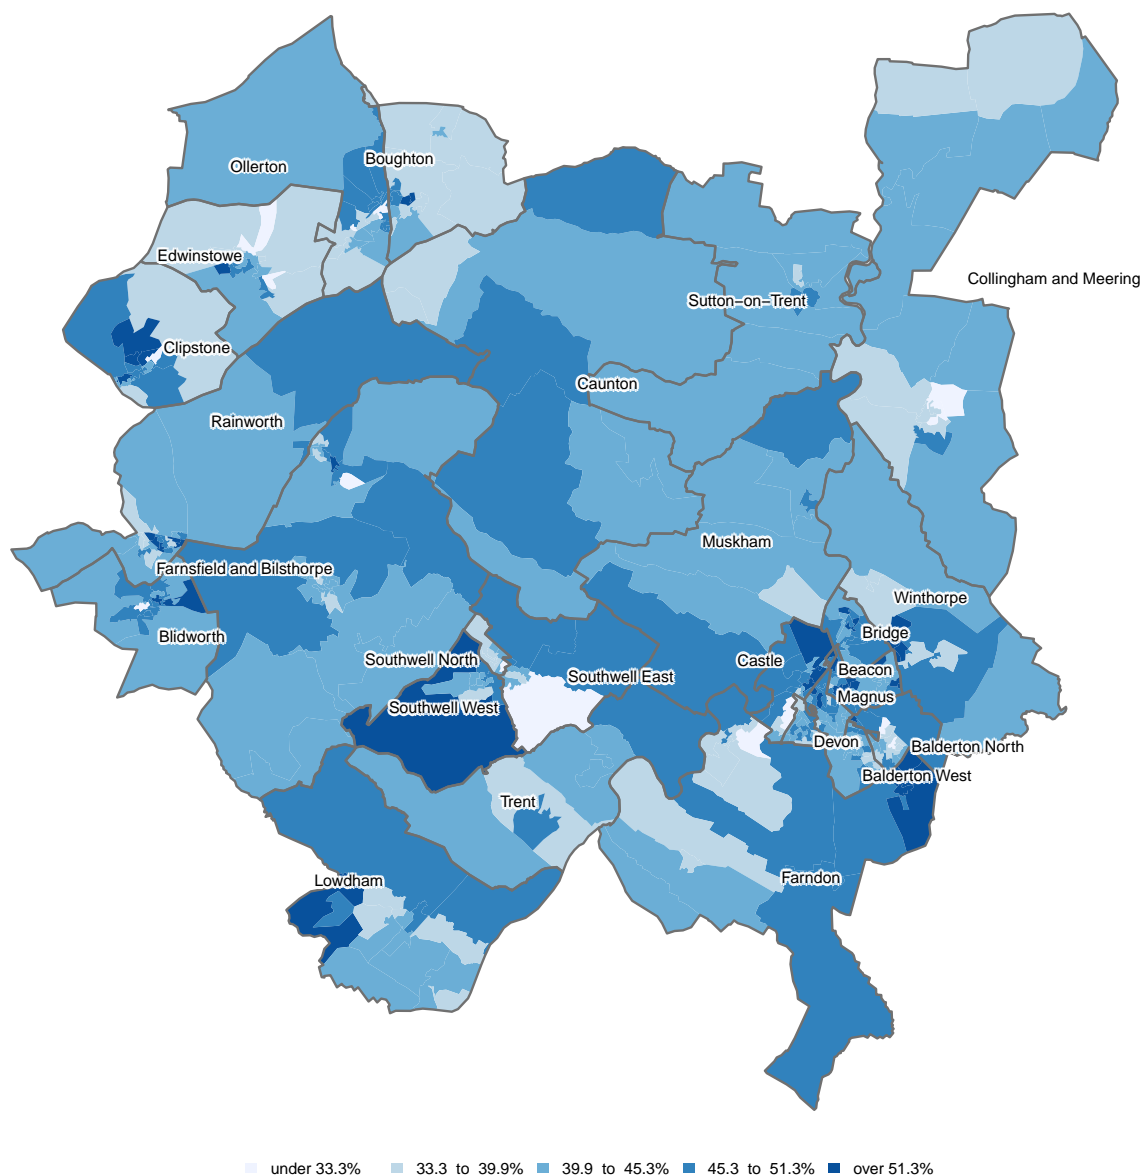 Ollerton
Boughton
Edwinstowe
Collingham and Meering
Sutton−on−Trent
Clipstone
Caunton
Rainworth
Muskham
Farnsfield and Bilsthorpe
Winthorpe
Blidworth
Bridge
Southwell North
Castle
Beacon
Southwell East
Magnus
Southwell West
Devon
Balderton North
Balderton West
Trent
Farndon
Lowdham
under 33.3%
33.3 to 39.9%
39.9 to 45.3%
45.3 to 51.3%
over 51.3%